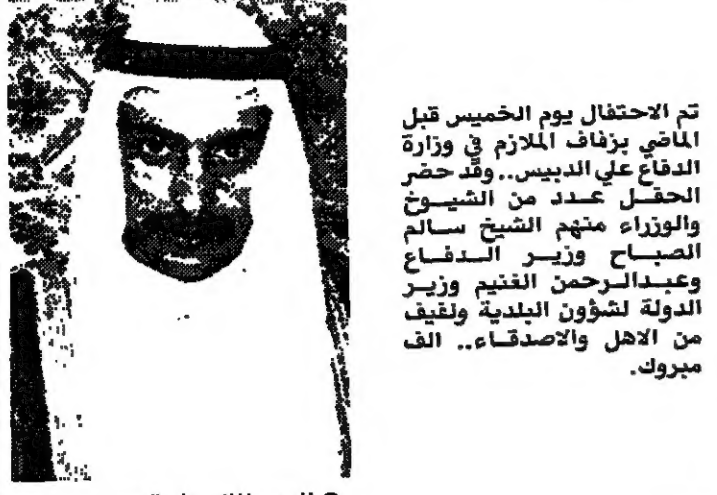 تم الاحتفال يوم الخميس قبل
الماضي بزفاف الملازم في وزارة
الدفاع علي الدبيس.. وقد حضر
الحقل عدد من الشيوخ
والوزراء منهم الشيخ سالم
الصباح وزير الدفاع
وعبدالرحمن الغنيم وزير
الدولة لشؤون البلدية ولفيف
من الاهل والاصدقاء.. الف
مبروك.